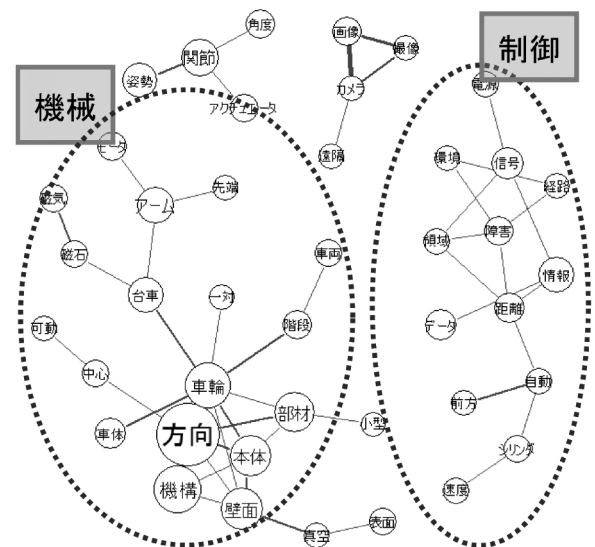 角度
画像
撮像
制御
関節
姿勢
カメラ
機械
アクチュエータ
電源
モータ
遠隔
環境
信号
経路
磁気
アーム
先端
領域
障害
磁石
車両
情報
台車
一対
階段
距離
データ
可動
中心
車輪
自動
前方
部材
小型
車体
方向
本体
シリンダ
機構
速度
壁面
真空
表面